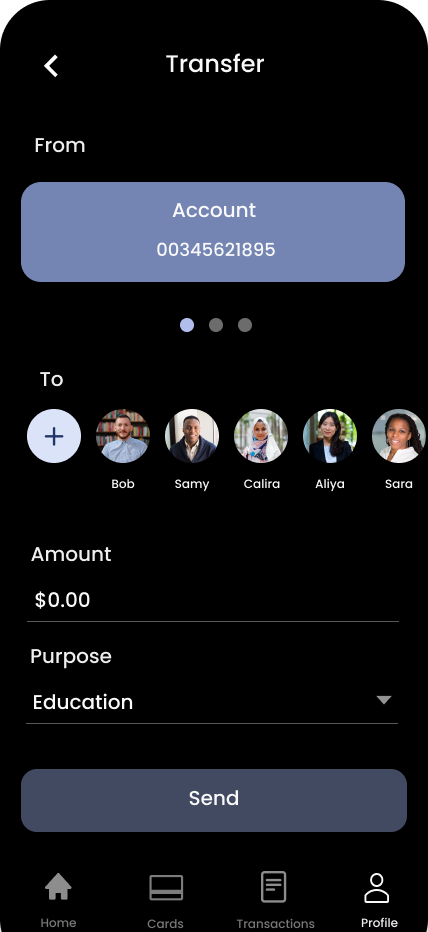 Transfer
From
Account
00345621895
To
Bob Samy Calira Aliya Sara
Amount
$0.00
Purpose
Education
Send
Home Cards Transactions Profile